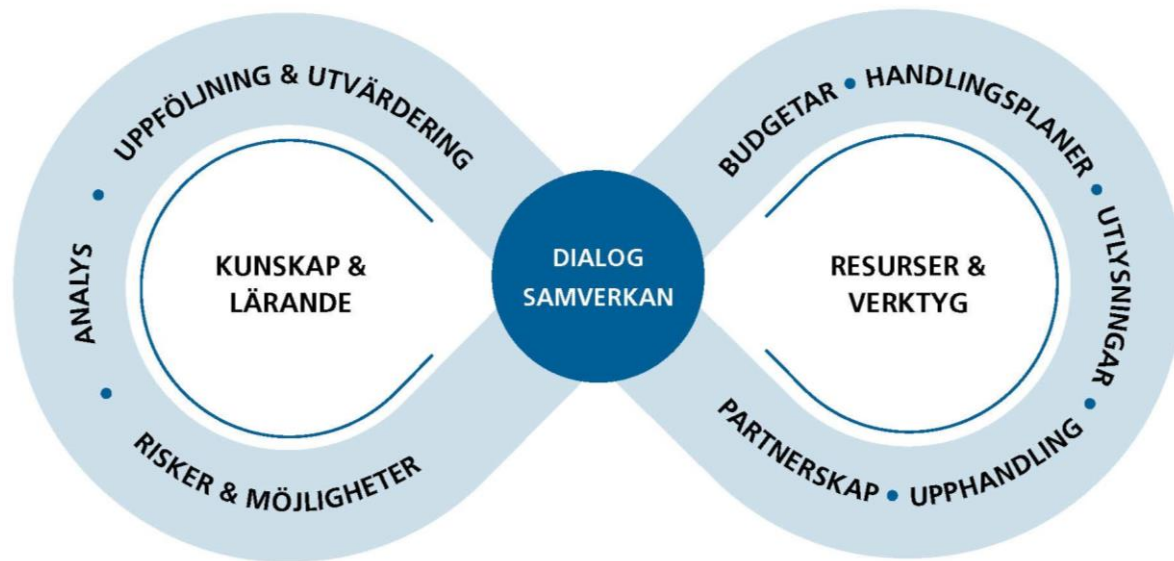 UPPFÖLJNING & UTVÄRDERING
ANALYS
RISKER & MÖJLIGHETER
KUNSKAP &
LÄRANDE
DIALOG
SAMVERKAN
RESURSER &
VERKTYG
BUDGETAR • HANDLINGSPLANER • UTLYSNINGAR • UPPHANDLING • PARTNERSKAP